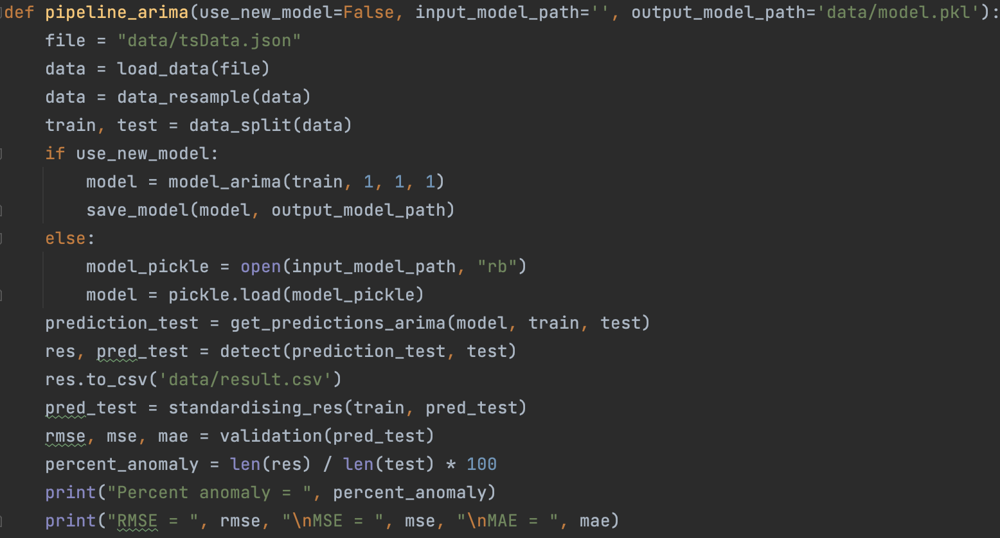 def pipeline_arima(use_new_model=False, input_model_path='', output_model_path='data/model.pkl'):
    file = "data/tsData.json"
    data = load_data(file)
    data = data_resample(data)
    train, test = data_split(data)
    if use_new_model:
        model = model_arima(train, 1, 1, 1)
        save_model(model, output_model_path)
    else:
        model_pickle = open(input_model_path, "rb")
        model = pickle.load(model_pickle)
    prediction_test = get_predictions_arima(model, train, test)
    res, pred_test = detect(prediction_test, test)
    res.to_csv('data/result.csv')
    pred_test = standardising_res(train, pred_test)
    rmse, mse, mae = validation(pred_test)
    percent_anomaly = len(res) / len(test) * 100
    print("Percent anomaly = ", percent_anomaly)
    print("RMSE = ", rmse, "\nMSE = ", mse, "\nMAE = ", mae)